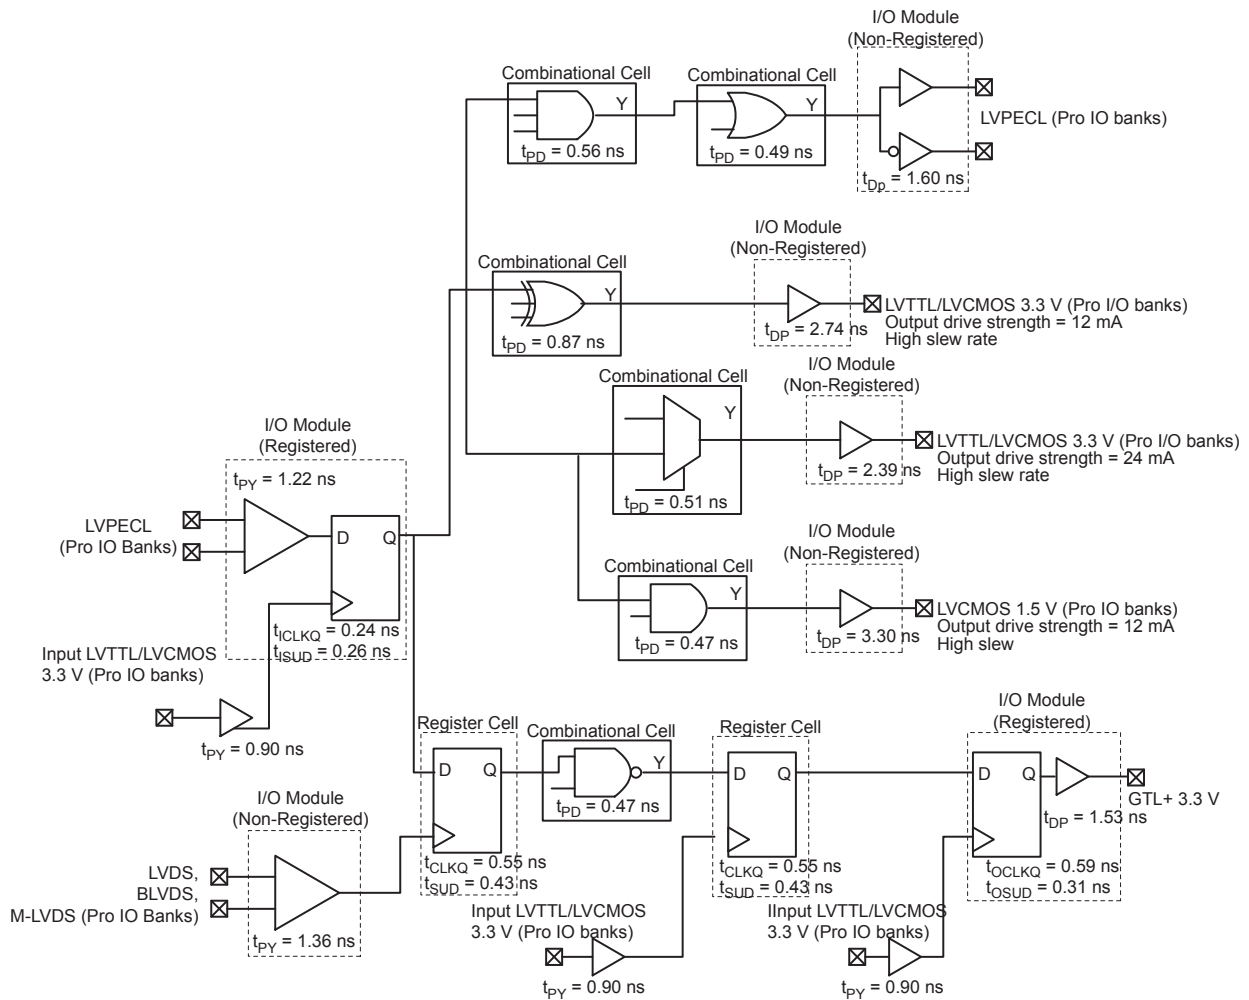 I/O Module
(Non-Registered)
Combinational Cell
Y
tPD = 0.56 ns
Combinational Cell
Y
tPD = 0.49 ns
LVPECL (Pro IO banks)
tDp = 1.60 ns
I/O Module
(Non-Registered)
Combinational Cell
Y
tPD = 0.87 ns
tDP = 2.74 ns
LVTTL/LVCMOS 3.3 V (Pro I/O banks)
Output drive strength = 12 mA
High slew rate
I/O Module
(Non-Registered)
Combinational Cell
Y
tPD = 0.51 ns
tDP = 2.39 ns
LVTTL/LVCMOS 3.3 V (Pro I/O banks)
Output drive strength = 24 mA
High slew rate
I/O Module
(Registered)
tPY = 1.22 ns
LVPECL
(Pro IO Banks)
D
Q
tICLKQ = 0.24 ns
tISUD = 0.26 ns
I/O Module
(Non-Registered)
Combinational Cell
Y
tPD = 0.47 ns
tDP = 3.30 ns
LVCMOS 1.5 V (Pro IO banks)
Output drive strength = 12 mA
High slew
Input LVTTL/LVCMOS
3.3 V (Pro IO banks)
tPY = 0.90 ns
Register Cell
D
Q
tCLKQ = 0.55 ns
tSUD = 0.43 ns
Combinational Cell
Y
tPD = 0.47 ns
Register Cell
D
Q
tCLKQ = 0.55 ns
tSUD = 0.43 ns
I/O Module
(Registered)
D
Q
tDP = 1.53 ns
GTL+ 3.3 V
tOCLKQ = 0.59 ns
tOSUD = 0.31 ns
I/O Module
(Non-Registered)
LVDS,
BLVDS,
M-LVDS (Pro IO Banks)
tPY = 1.36 ns
Input LVTTL/LVCMOS
3.3 V (Pro IO banks)
tPY = 0.90 ns
IInput LVTTL/LVCMOS
3.3 V (Pro IO banks)
tPY = 0.90 ns